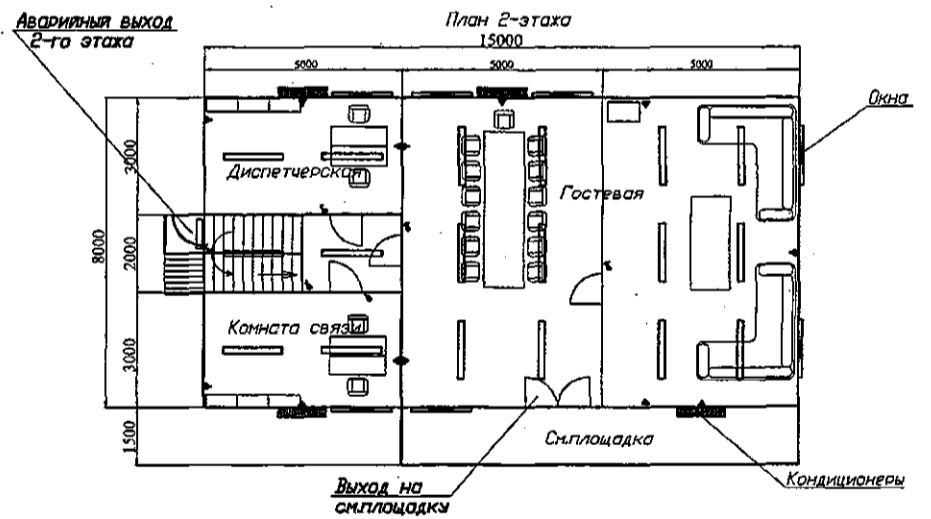 Аварийный выход
2-го этажа
План 2-этажа
15000
5000
5000
5000
Окна
3000
Диспетчерская
Гостевая
8000
2000
Комната связи
3000
1500
См.площадка
Выход на
см.площадку
Кондиционеры